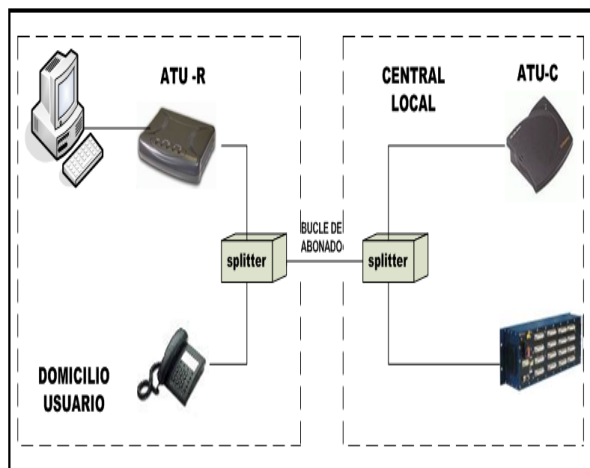 ATU -R
CENTRAL
LOCAL
ATU-C
BUCLE DE
ABONADO
splitter
splitter
DOMICILIO
USUARIO